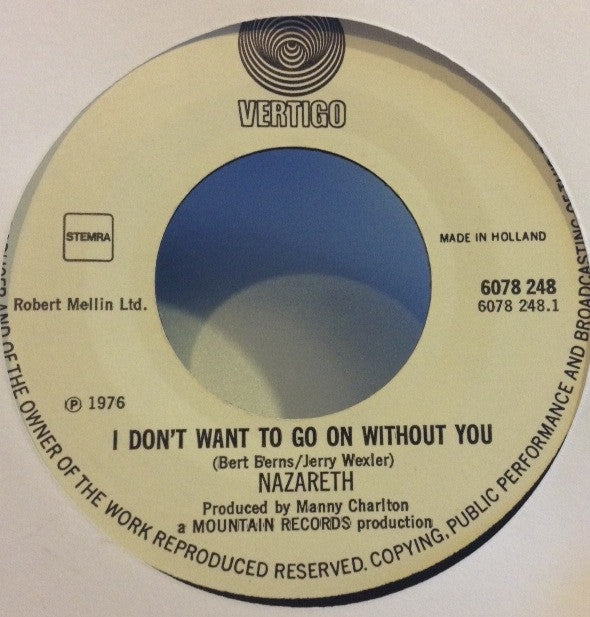 VERTIGO
STEMRA
MADE IN HOLLAND
Robert Mellin Ltd.
6078 248
6078 248.1
℗ 1976
I DON'T WANT TO GO ON WITHOUT YOU
(Bert Berns/Jerry Wexler)
NAZARETH
Produced by Manny Charlton
a MOUNTAIN RECORDS production
OF THE OWNER OF THE WORK REPRODUCED RESERVED. COPYING, PUBLIC PERFORMANCE AND BROADCASTING OF